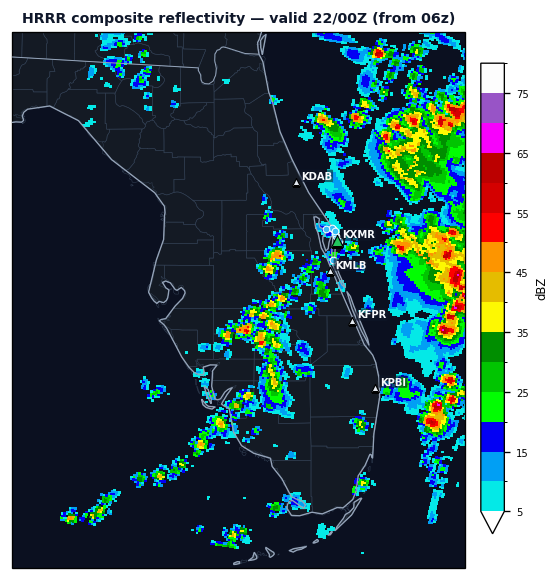 HRRR composite reflectivity — valid 22/00Z (from 06z)
KDAB
KXMR
KMLB
KFPR
KPBI
75
65
55
45
35
25
15
5
dBZ